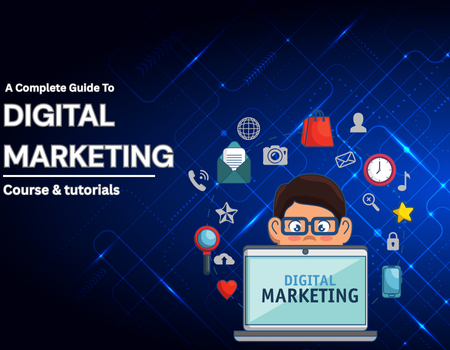 A Complete Guide To
DIGITAL
MARKETING
Course & tutorials
DIGITAL
MARKETING